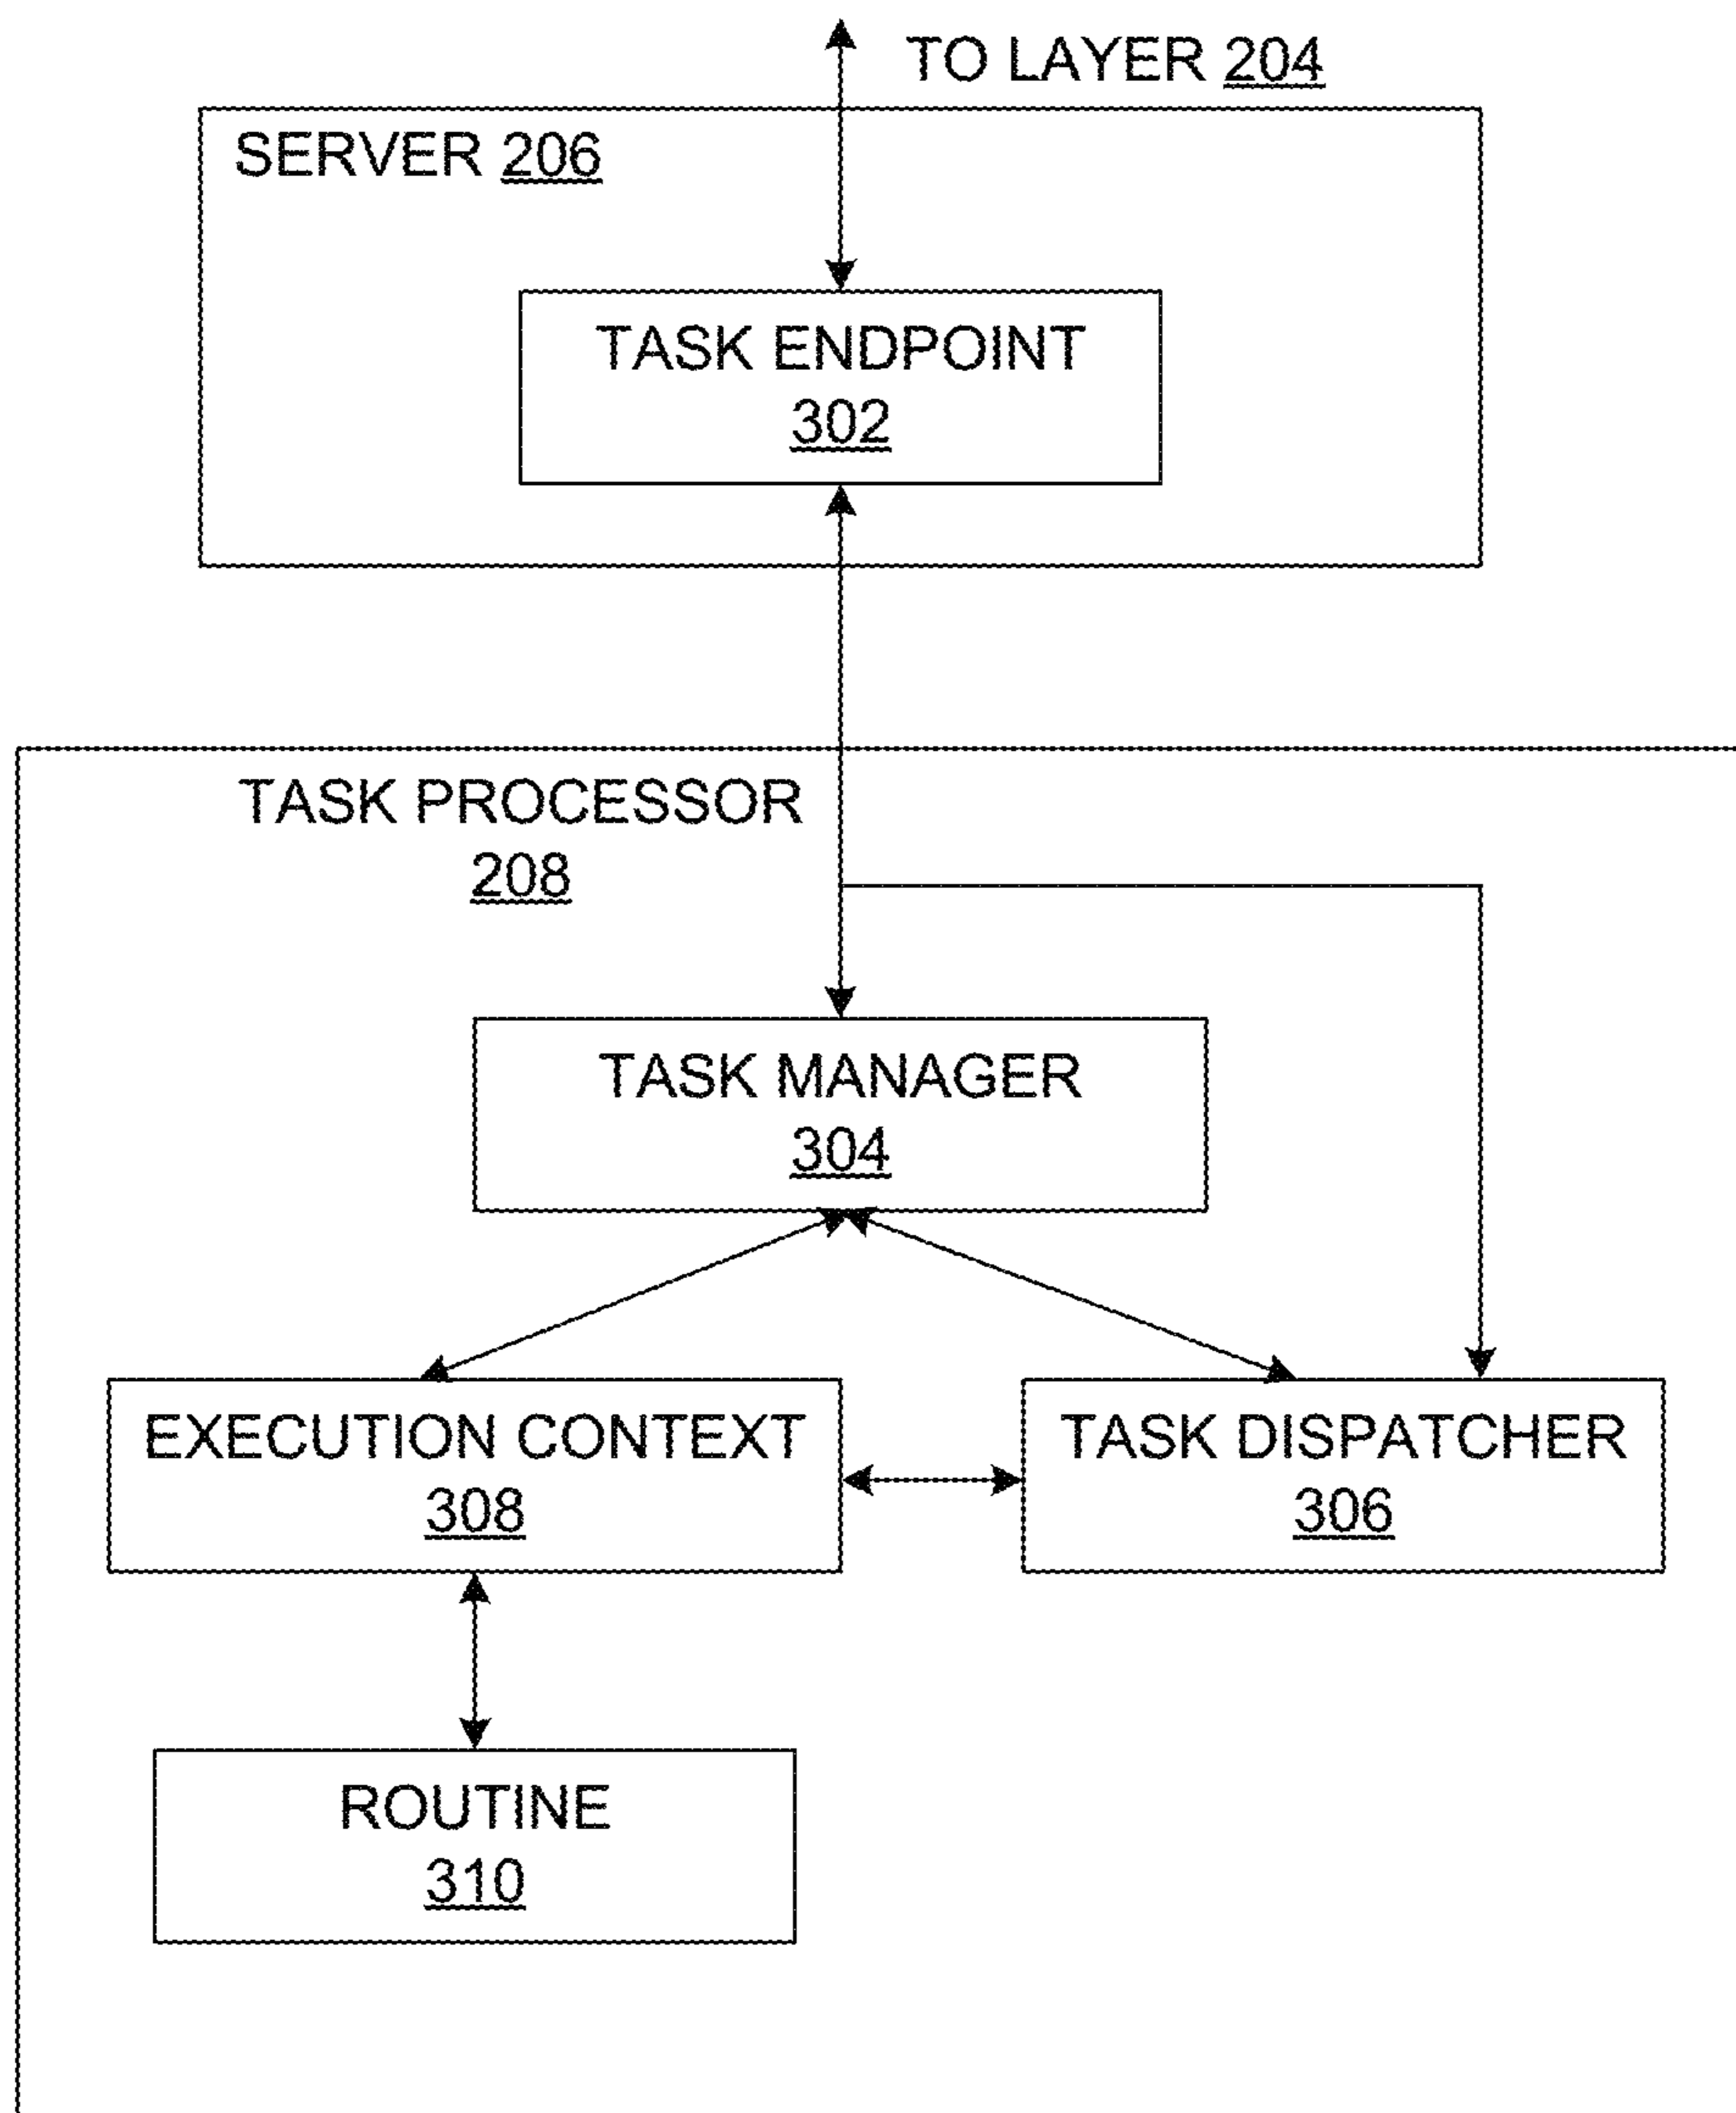 TO LAYER 204
SERVER 206
TASK ENDPOINT
302
TASK PROCESSOR
208
TASK MANAGER
304
EXECUTION CONTEXT
308
TASK DISPATCHER
306
ROUTINE
310